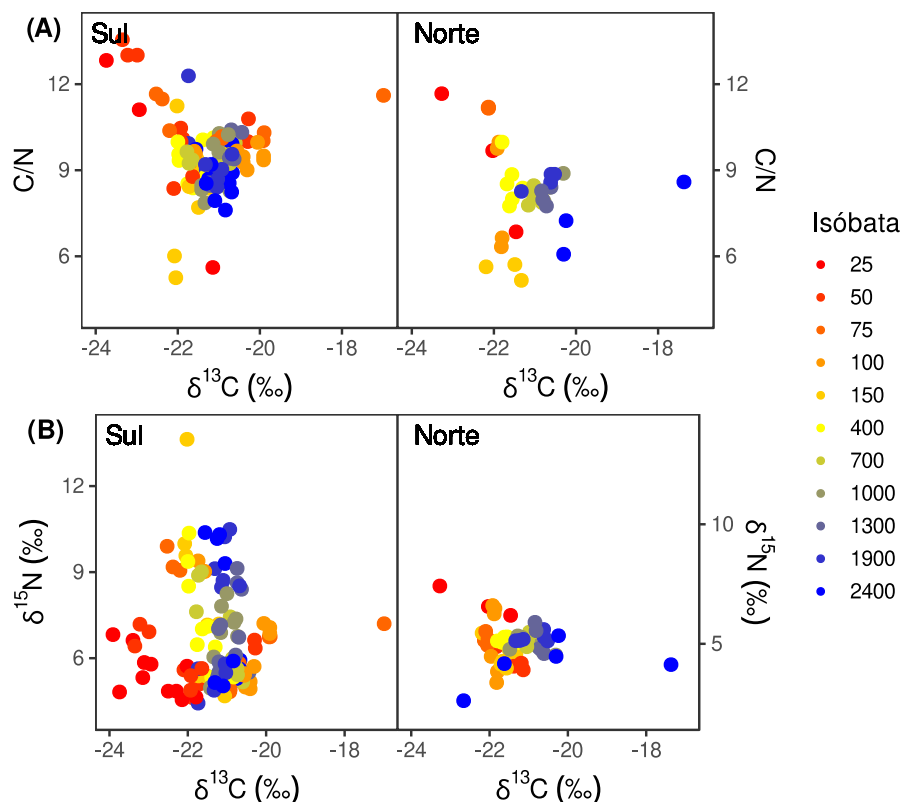 (A)
Sul
Norte
12
9
6
C/N
12
9
6
C/N
-24
-22
-20
-18
-24
-22
-20
-18
δ¹³C (‰)
δ¹³C (‰)
(B)
Sul
Norte
12
9
6
δ¹⁵N (‰)
10
5
δ¹⁵N (‰)
-24
-22
-20
-18
-24
-22
-20
-18
δ¹³C (‰)
δ¹³C (‰)
Isóbata
25
50
75
100
150
400
700
1000
1300
1900
2400